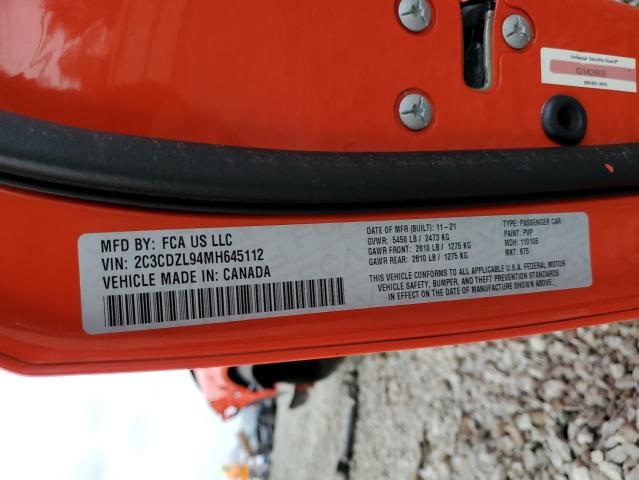 Universal Security Guard®
MFD BY: FCA US LLC
VIN: 2C3CDZL94MH645112
VEHICLE MADE IN: CANADA
DATE OF MFR (BUILT): 11-21
GVWR: 5450 LB / 2473 KG
GAWR FRONT: 2810 LB / 1275 KG
GAWR REAR: 2810 LB / 1275 KG
TYPE: PASSENGER CAR
PAINT: PVP
MDH: 110106
MKT: 875
CONFORMS TO ALL APPLICABLE U.S.A. FEDERAL MOTOR
VEHICLE SAFETY, BUMPER, AND THEFT PREVENTION STANDARDS
IN EFFECT ON THE DATE OF MANUFACTURE SHOWN ABOVE.